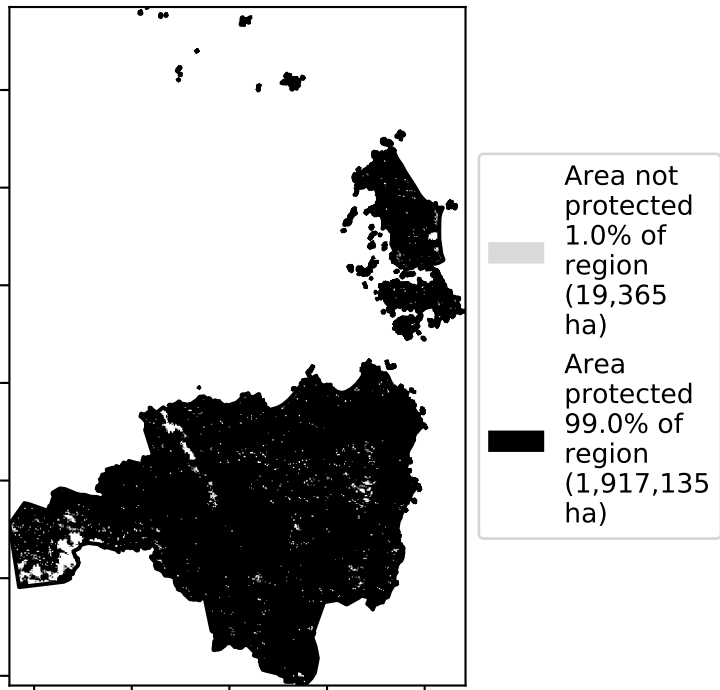 Area not
protected
1.0% of
region
(19,365
ha)
Area
protected
99.0% of
region
(1,917,135
ha)